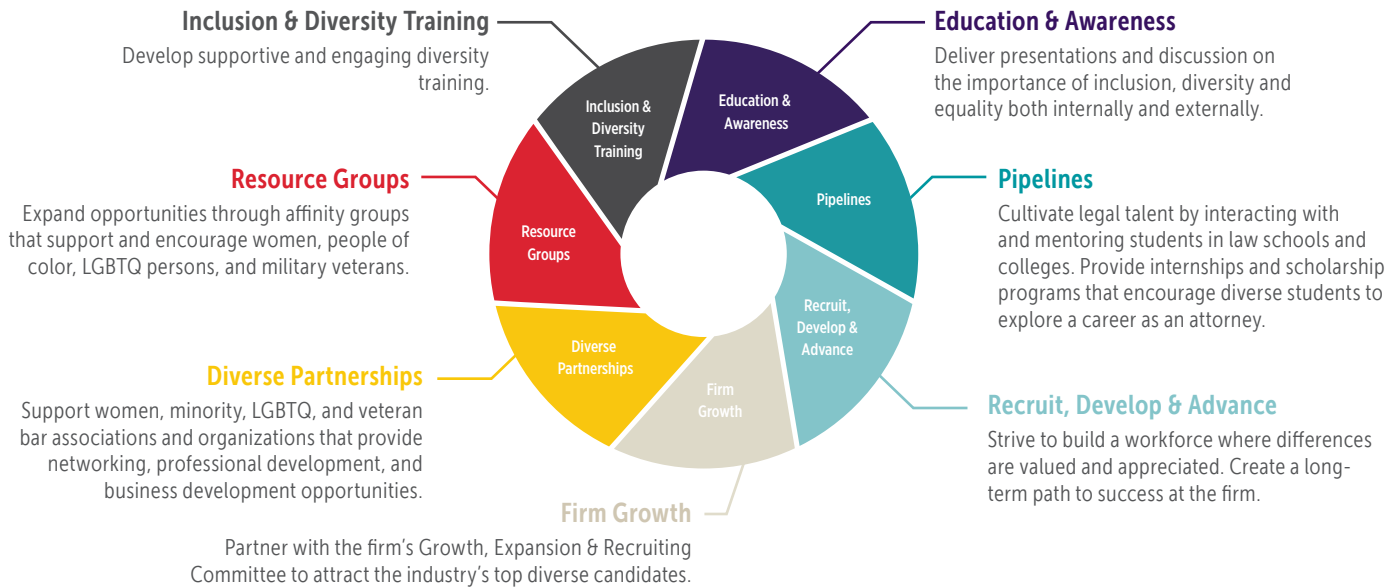 Inclusion & Diversity Training
Develop supportive and engaging diversity
training.
Education & Awareness
Deliver presentations and discussion on
the importance of inclusion, diversity and
equality both internally and externally.
Resource Groups
Expand opportunities through affinity groups
that support and encourage women, people of
color, LGBTQ persons, and military veterans.
Pipelines
Cultivate legal talent by interacting with
and mentoring students in law schools and
colleges. Provide internships and scholarship
programs that encourage diverse students to
explore a career as an attorney.
Diverse Partnerships
Support women, minority, LGBTQ, and veteran
bar associations and organizations that provide
networking, professional development, and
business development opportunities.
Recruit, Develop & Advance
Strive to build a workforce where differences
are valued and appreciated. Create a long-
term path to success at the firm.
Firm Growth
Partner with the firm's Growth, Expansion & Recruiting
Committee to attract the industry's top diverse candidates.
Inclusion &
Diversity
Training
Education &
Awareness
Pipelines
Recruit,
Develop &
Advance
Firm
Growth
Diverse
Partnerships
Resource
Groups